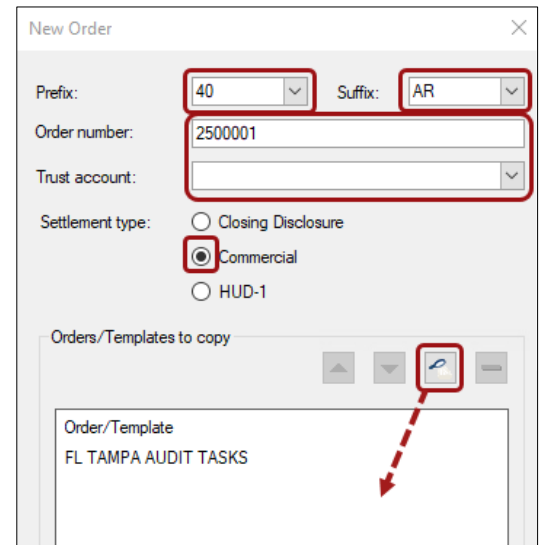 New Order
Prefix: 40 Suffix: AR
Order number: 2500001
Trust account:
Settlement type: Closing Disclosure
Commercial
HUD-1
Orders/Templates to copy
Order/Template
FL TAMPA AUDIT TASKS